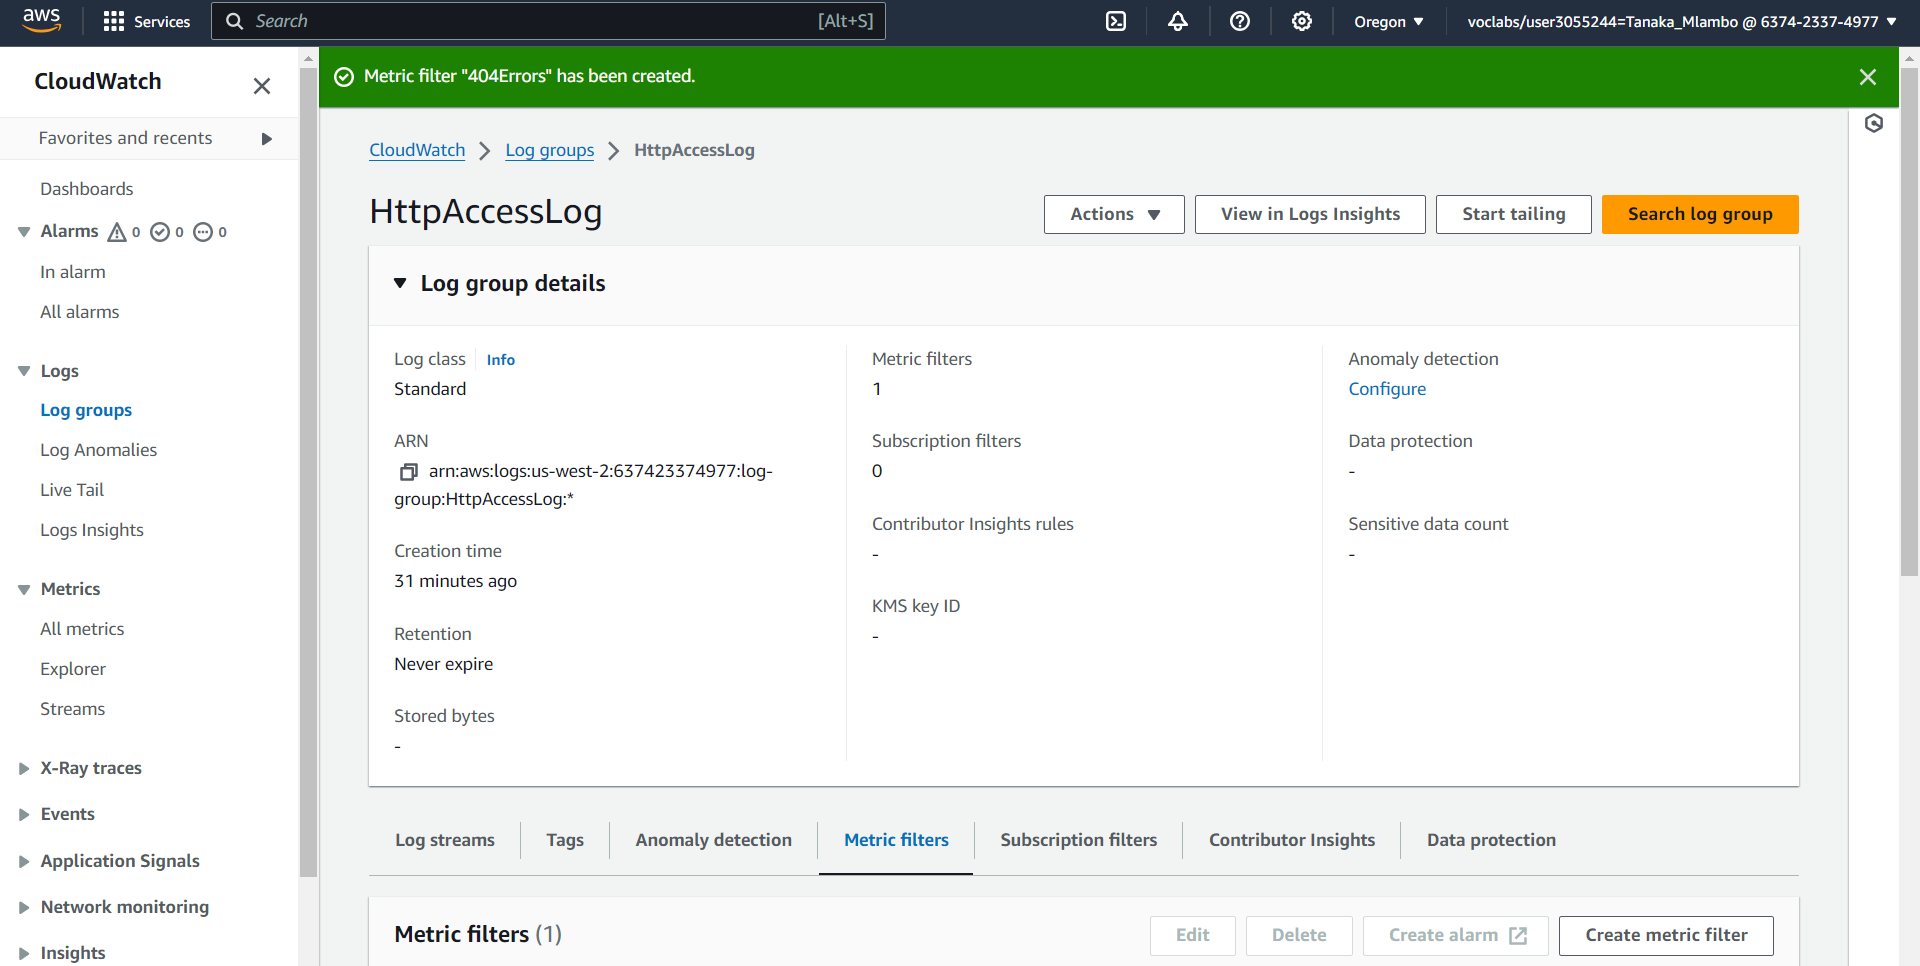 aws
Services
Search
[Alt+S]
Oregon
voclabs/user3055244=Tanaka_Mlambo @ 6374-2337-4977
CloudWatch
Favorites and recents
Dashboards
Alarms 0 0 0
In alarm
All alarms
Logs
Log groups
Log Anomalies
Live Tail
Logs Insights
Metrics
All metrics
Explorer
Streams
X-Ray traces
Events
Application Signals
Network monitoring
Insights
Metric filter "404Errors" has been created.
CloudWatch
Log groups
HttpAccessLog
HttpAccessLog
Actions
View in Logs Insights
Start tailing
Search log group
Log group details
Log class
Info
Standard
ARN
arn:aws:logs:us-west-2:637423374977:log-
group:HttpAccessLog:*
Creation time
31 minutes ago
Retention
Never expire
Stored bytes
-
Metric filters
1
Subscription filters
0
Contributor Insights rules
-
KMS key ID
-
Anomaly detection
Configure
Data protection
-
Sensitive data count
-
Log streams
Tags
Anomaly detection
Metric filters
Subscription filters
Contributor Insights
Data protection
Metric filters (1)
Edit
Delete
Create alarm
Create metric filter